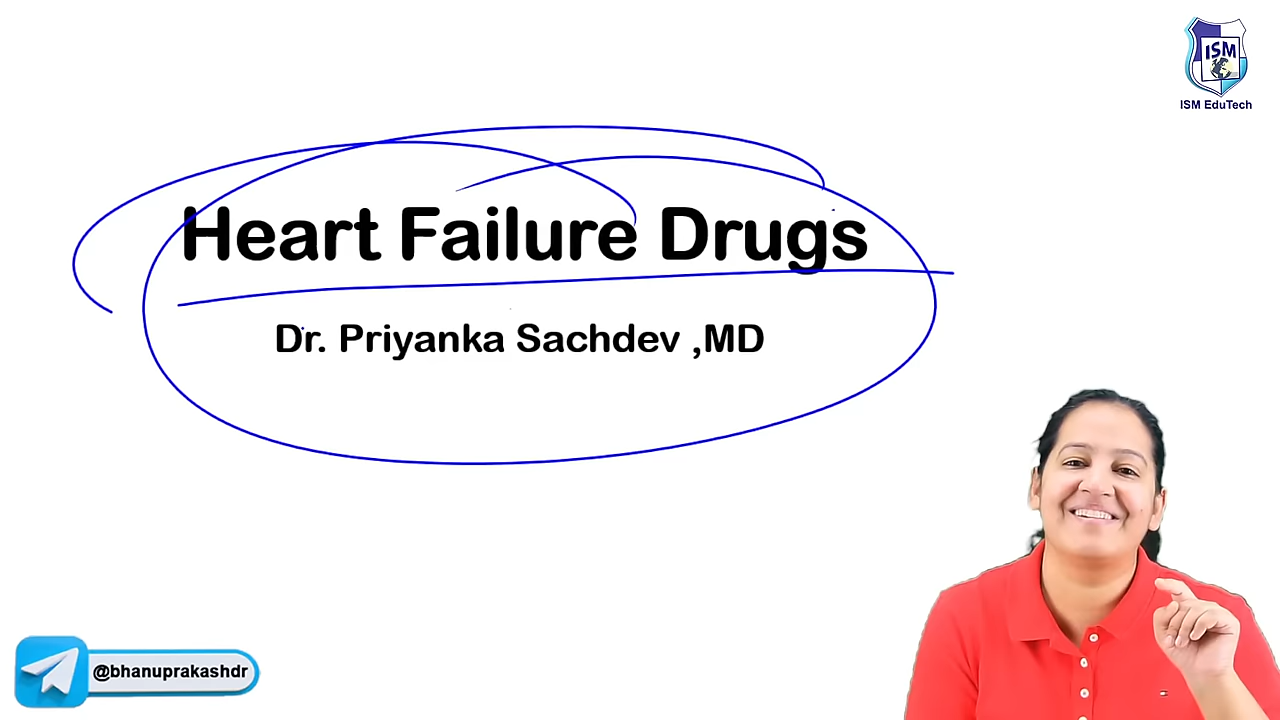 ISM
ISM EduTech
Heart Failure Drugs
Dr. Priyanka Sachdev ,MD
@bhanuprakashdr